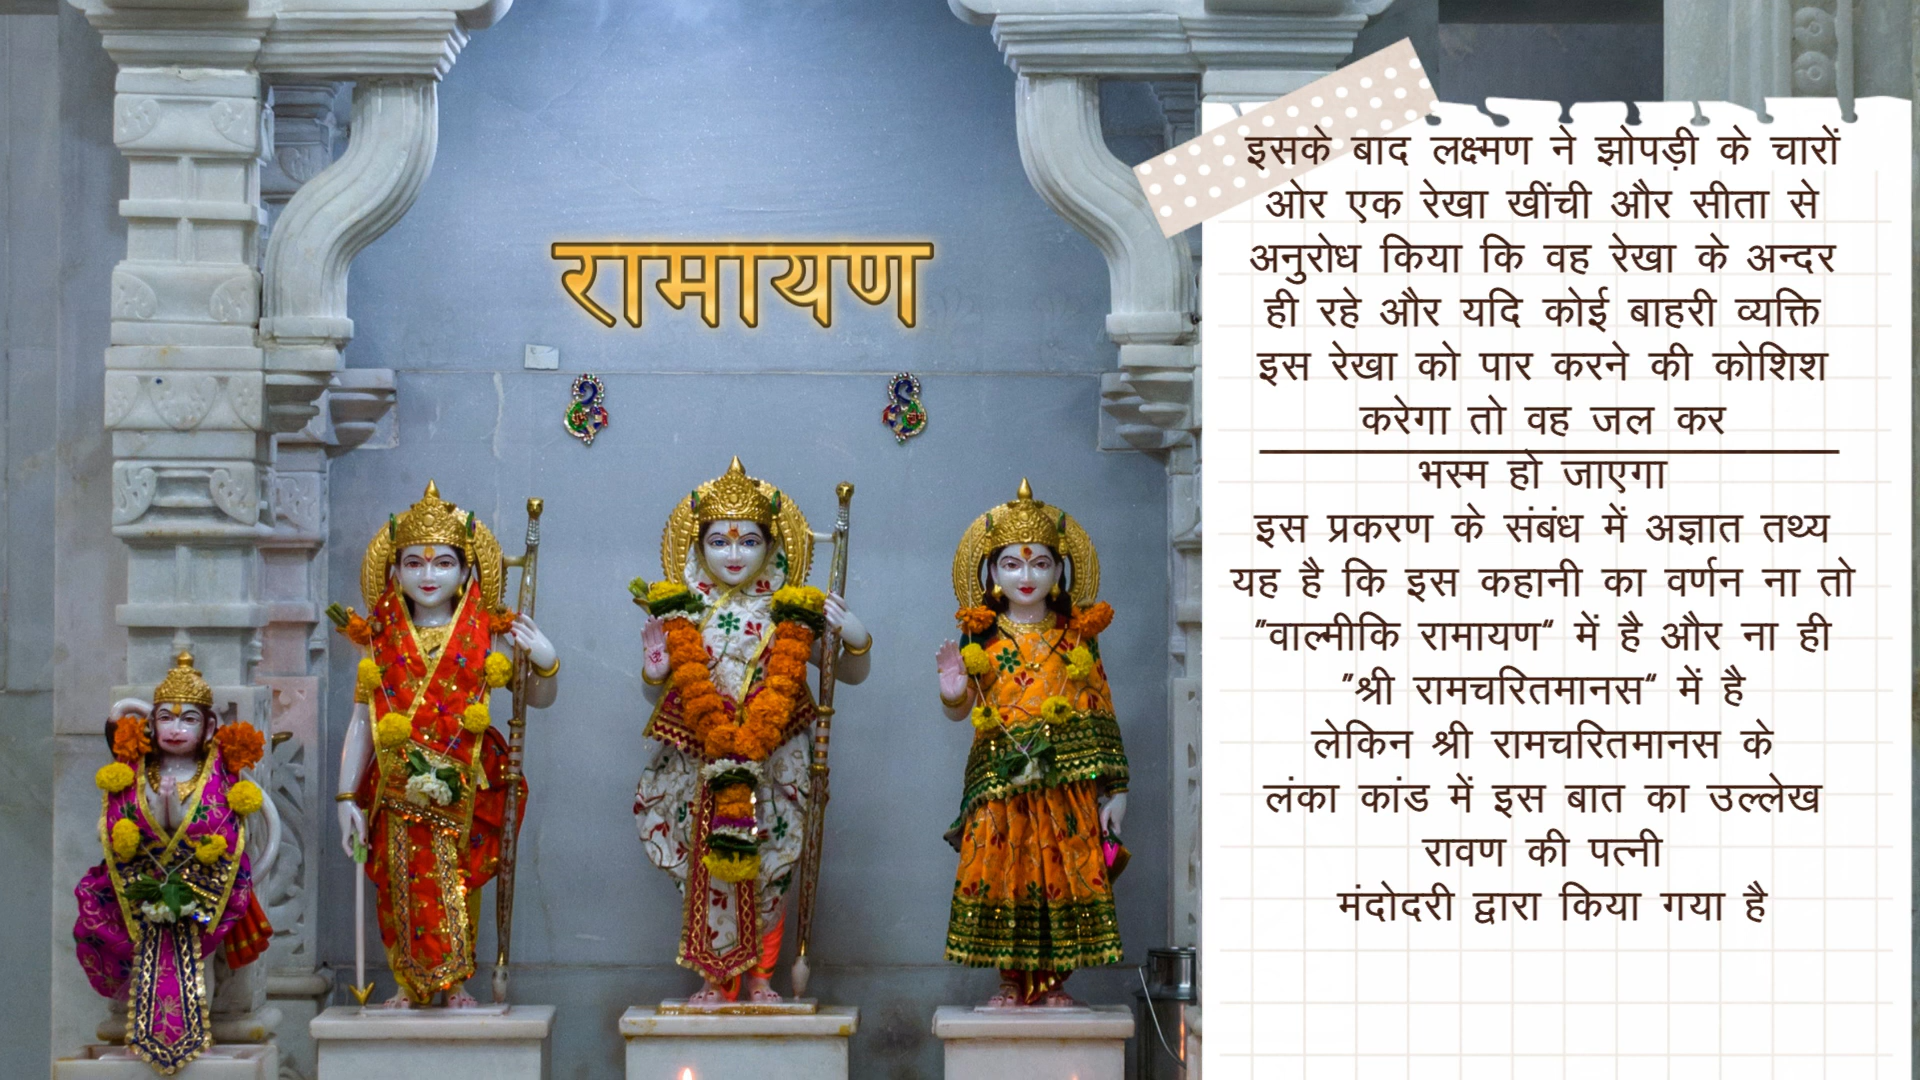 रामायण
इसके बाद लक्ष्मण ने झोपड़ी के चारों
ओर एक रेखा खींची और सीता से
अनुरोध किया कि वह रेखा के अन्दर
ही रहे और यदि कोई बाहरी व्यक्ति
इस रेखा को पार करने की कोशिश
करेगा तो वह जल कर
भस्म हो जाएगा
इस प्रकरण के संबंध में अज्ञात तथ्य
यह है कि इस कहानी का वर्णन ना तो
"वाल्मीकि रामायण" में है और ना ही
"श्री रामचरितमानस" में है
लेकिन श्री रामचरितमानस के
लंका कांड में इस बात का उल्लेख
रावण की पत्नी
मंदोदरी द्वारा किया गया है